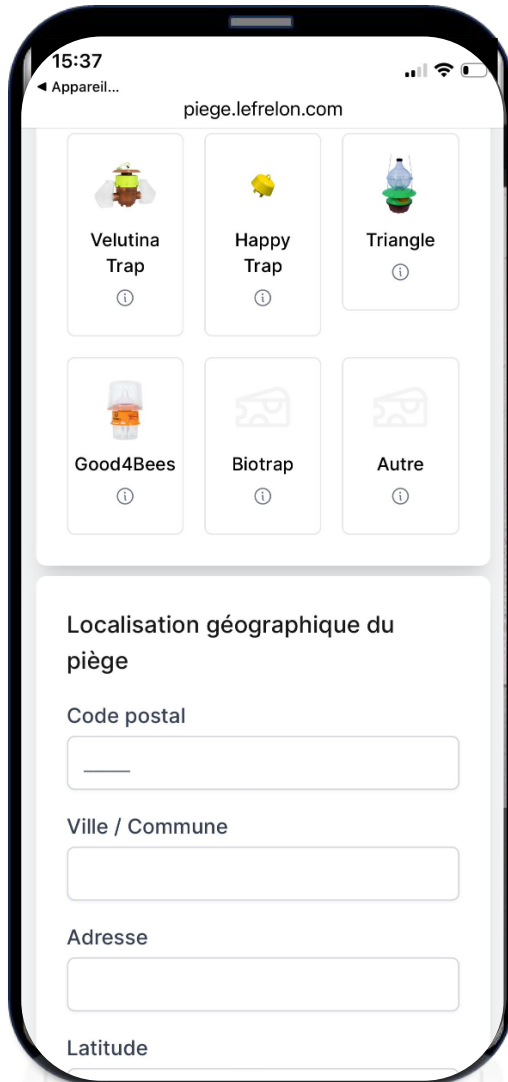 15:37
◀ Appareil...
piege.lefrelon.com
Velutina
Trap
Happy
Trap
Triangle
Good4Bees
Biotrap
Autre
Localisation géographique du
piège
Code postal
_____
Ville / Commune
Adresse
Latitude